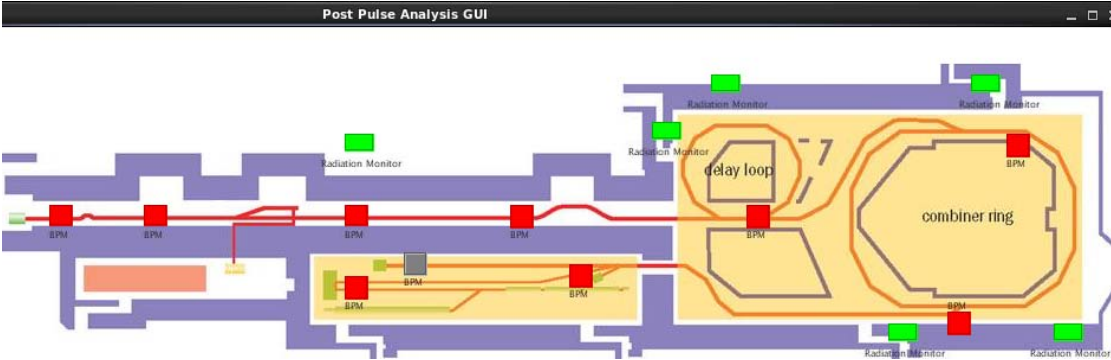 Post Pulse Analysis GUI
Radiation Monitor
Radiation Monitor
Radiation Monitor
Radiation Monitor
BPM
delay loop
combiner ring
BPM
BPM
BPM
BPM
BPM
BPM
BPM
BPM
BPM
Radiation Monitor
Radiation Monitor